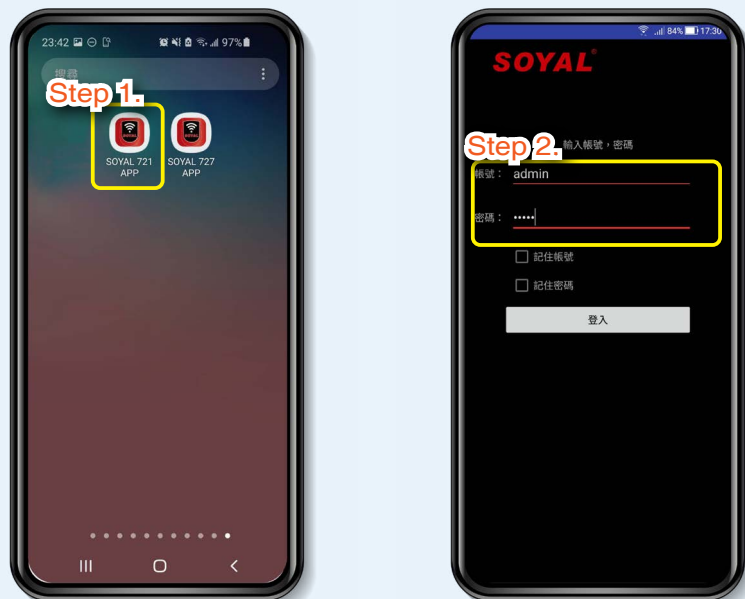 23:42
97%
搜尋
Step 1.
SOYAL 721
APP
SOYAL 727
APP
84% 17:30
SOYAL®
Step 2.
輸入帳號，密碼
帳號： admin
密碼： •••••
記住帳號
記住密碼
登入